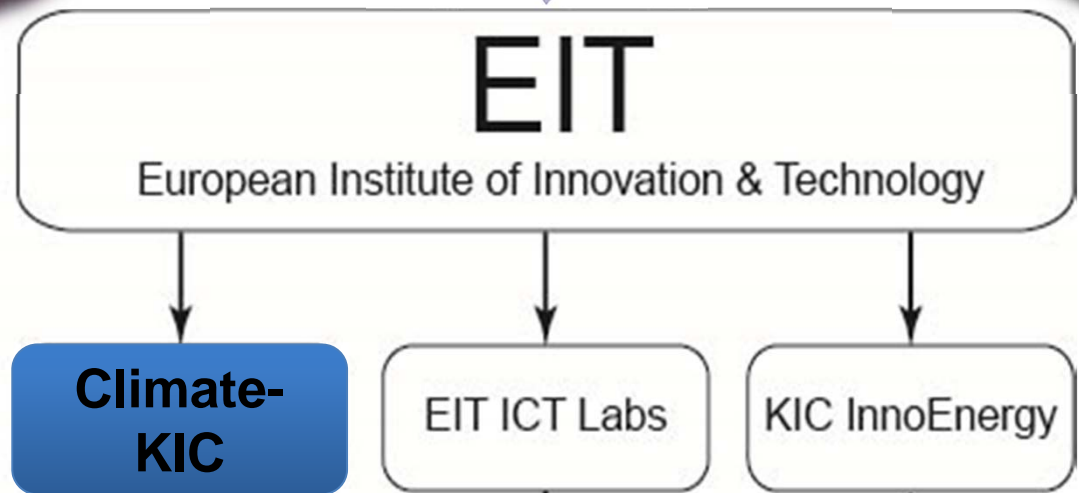 EIT
European Institute of Innovation & Technology
Climate-
KIC
EIT ICT Labs
KIC InnoEnergy